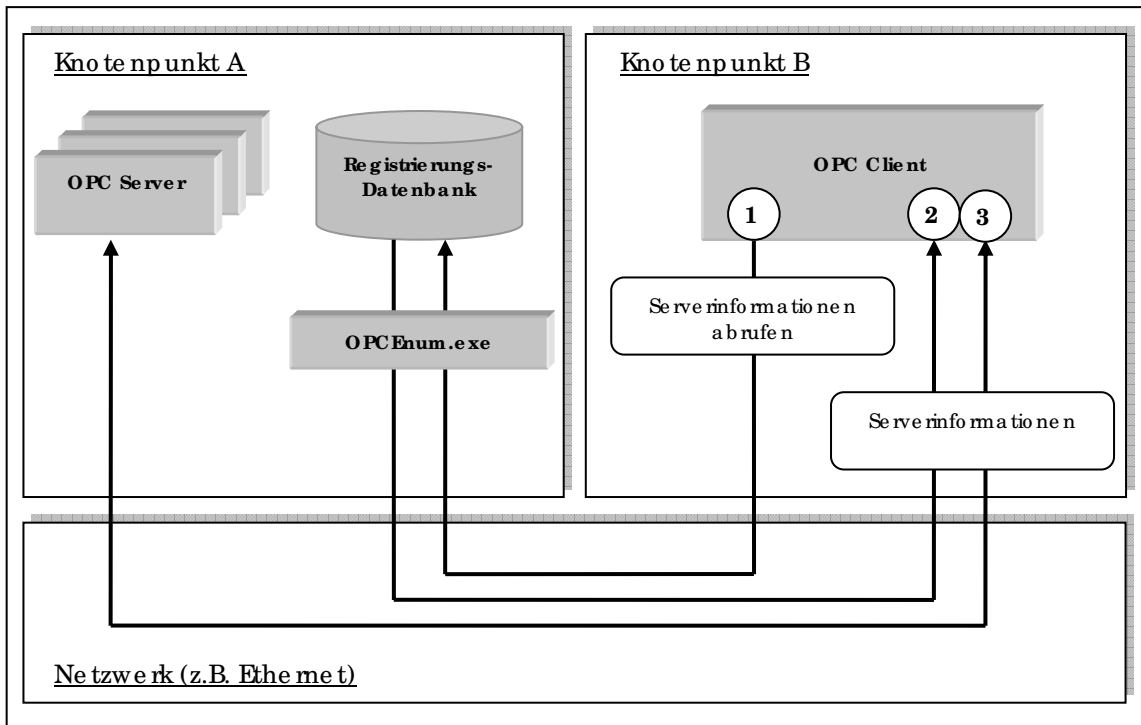 Knotenpunkt A
OPC Server
Registrierungs-
Datenbank
OPCEnum.exe
Knotenpunkt B
OPC Client
1
2
3
Serverinformationen
abrufen
Serverinformationen
Netzwerk (z.B. Ethernet)